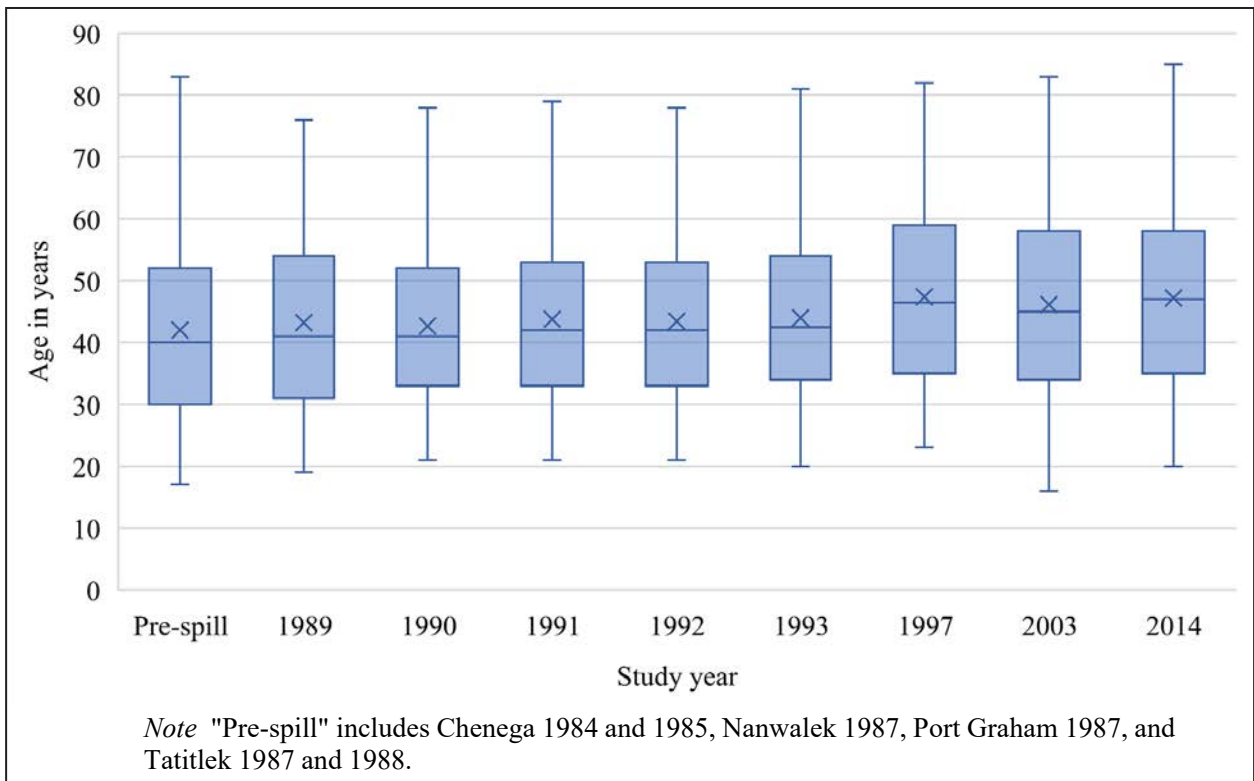 90
80
70
60
50
40
30
20
10
0
Age in years
Pre-spill 1989 1990 1991 1992 1993 1997 2003 2014
Study year
Note "Pre-spill" includes Chenega 1984 and 1985, Nanwalek 1987, Port Graham 1987, and
Tatitlek 1987 and 1988.